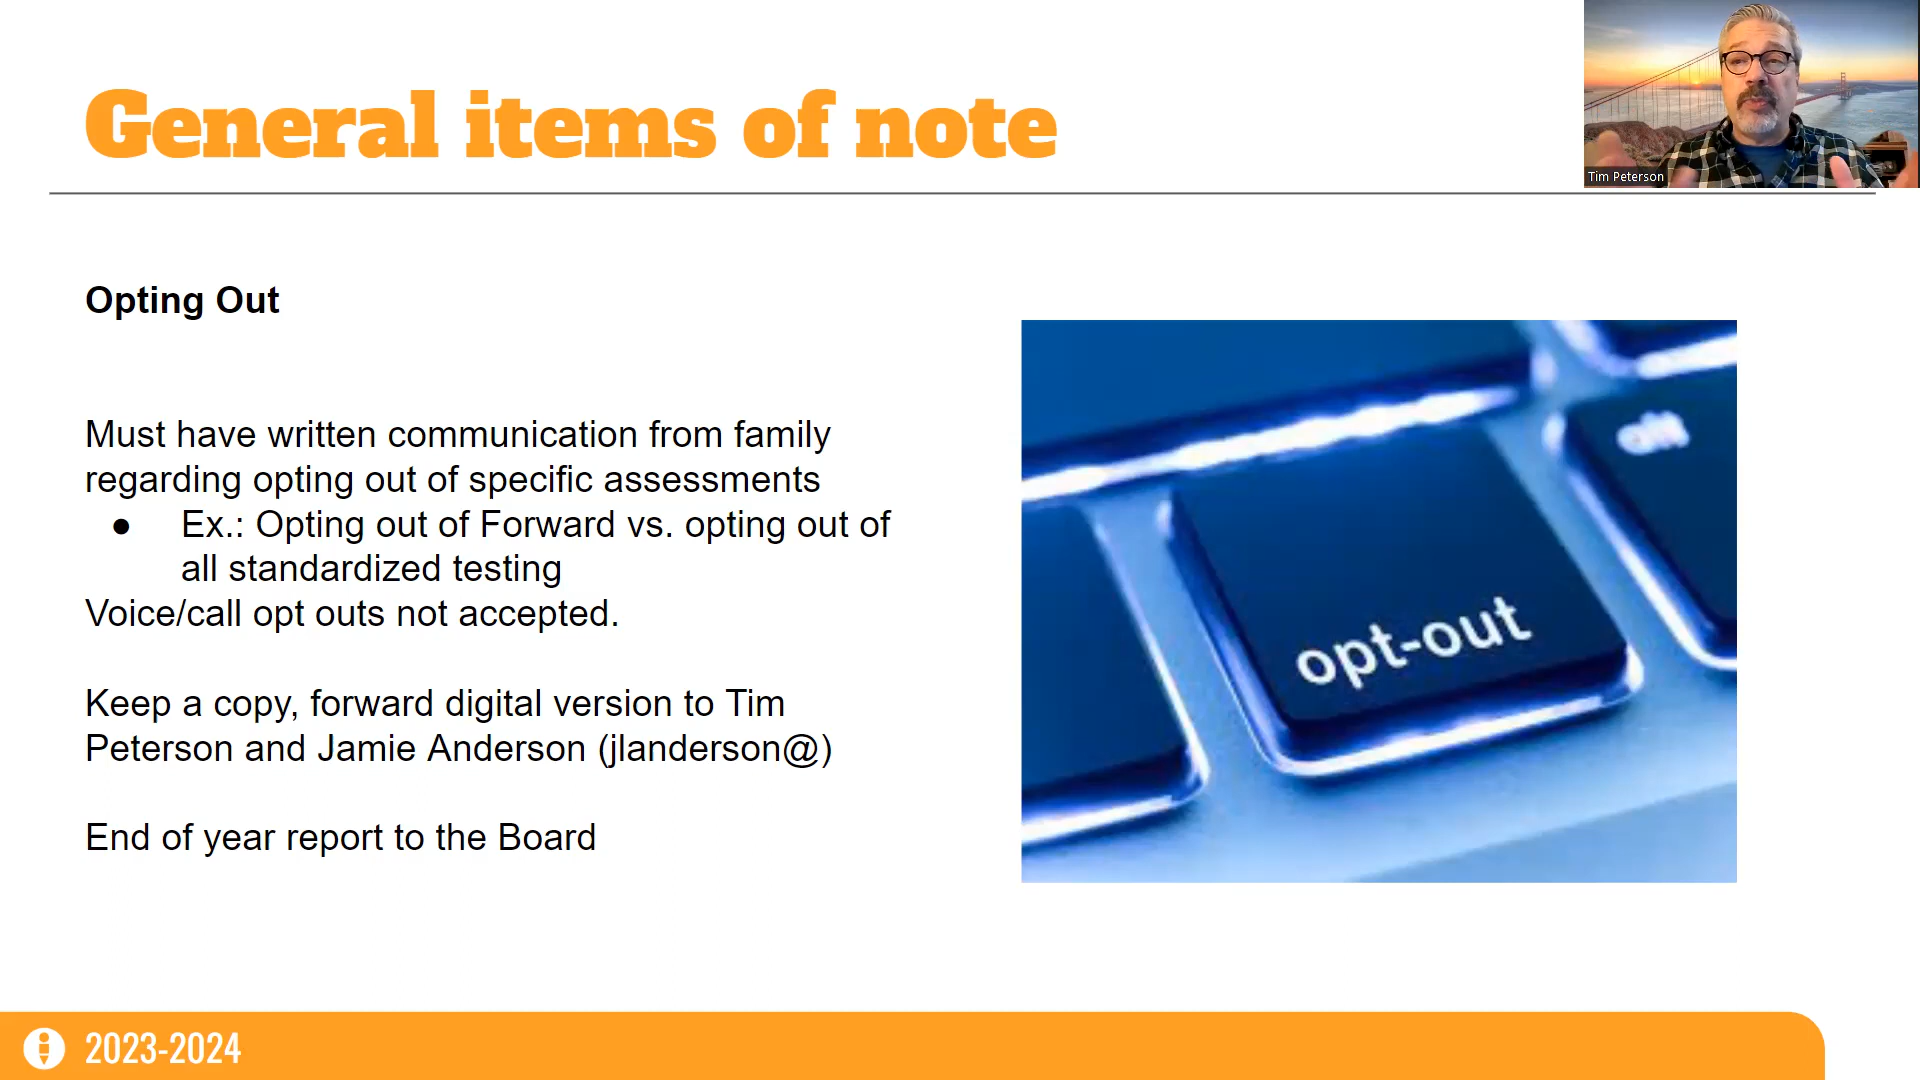 General items of note
Tim Peterson
Opting Out
Must have written communication from family
regarding opting out of specific assessments
● Ex.: Opting out of Forward vs. opting out of
all standardized testing
Voice/call opt outs not accepted.
Keep a copy, forward digital version to Tim
Peterson and Jamie Anderson (jlanderson@)
End of year report to the Board
opt-out
2023-2024